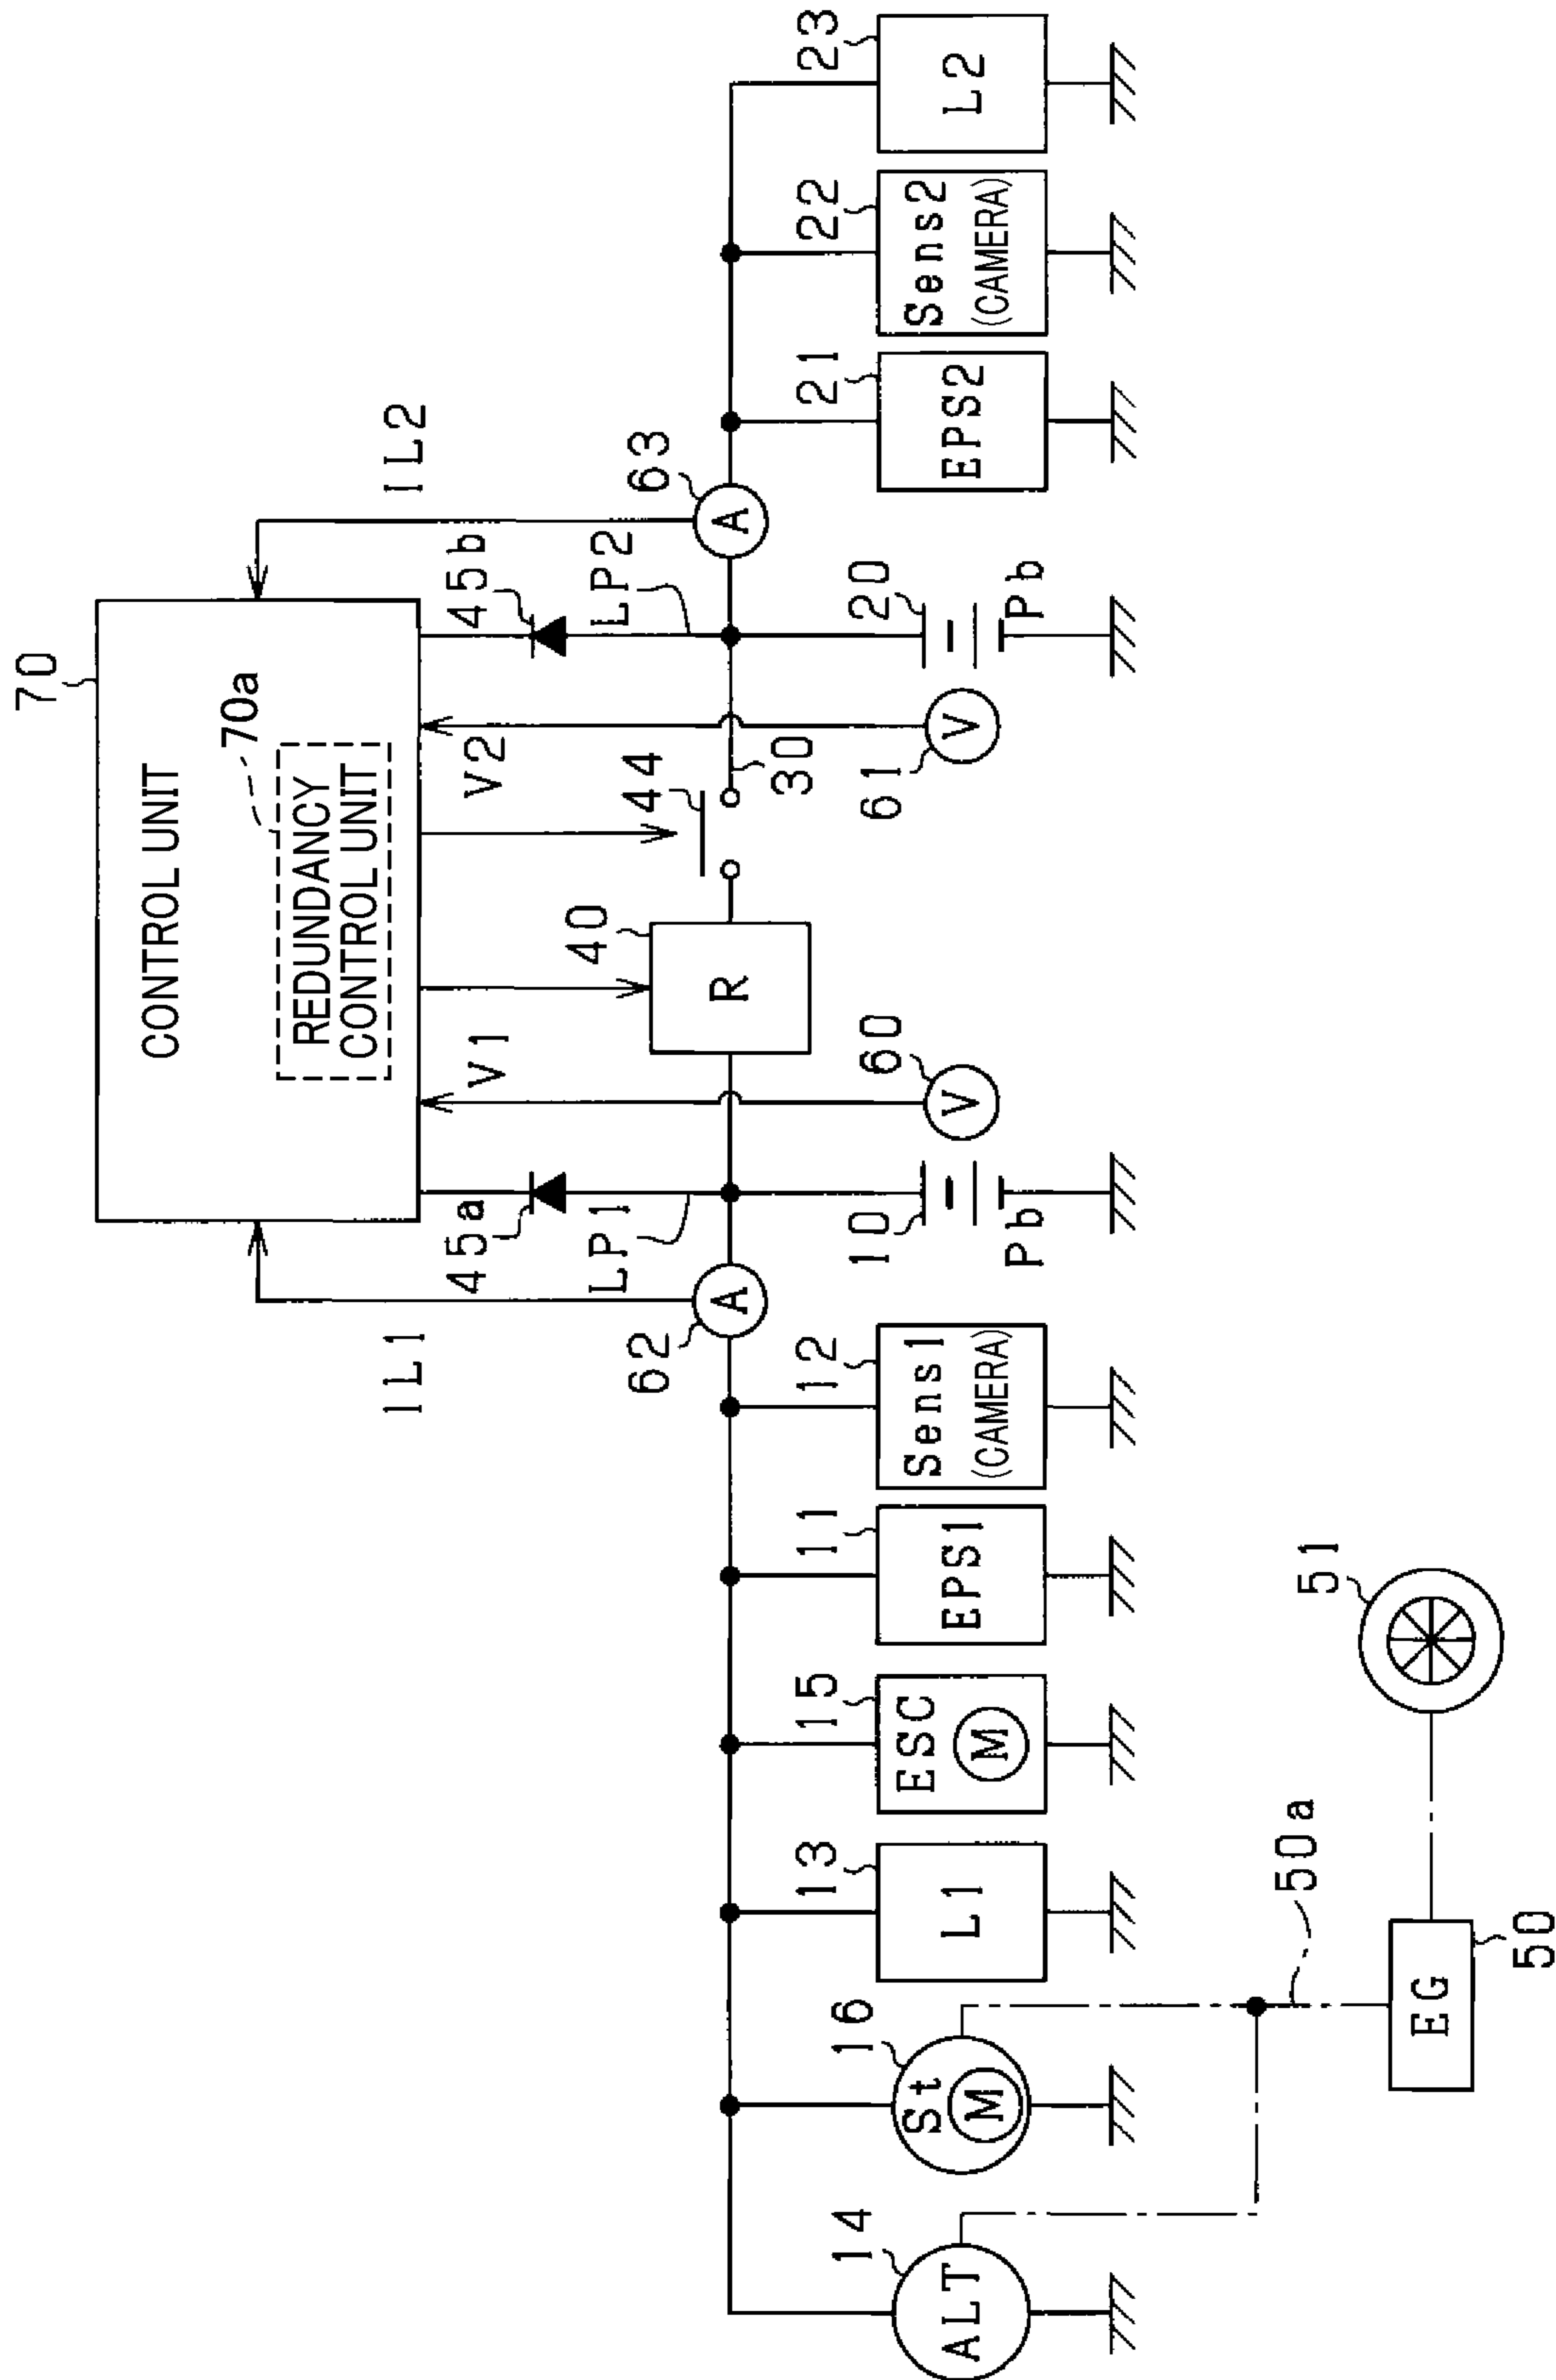 70
CONTROL UNIT
70a
REDUNDANCY
CONTROL UNIT
IL1
V1
V2
IL2
45a
45b
LP1
LP2
40
44
62
A
R
30
A
63
14
16
13
15
11
12
10
60
61
20
21
22
23
ALT
St
M
L1
ESC
M
EPS1
Sens1
(CAMERA)
Pb
V
V
Pb
EPS2
Sens2
(CAMERA)
L2
50a
51
EG
50